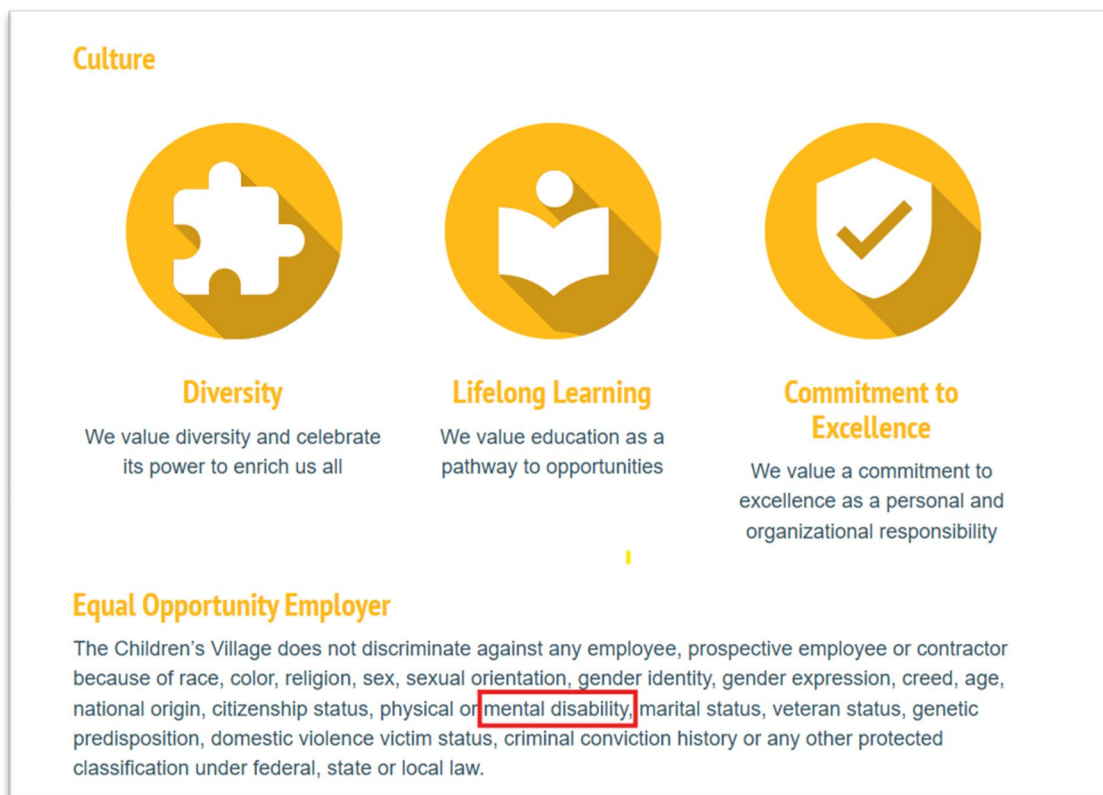 Culture
Diversity
We value diversity and celebrate
its power to enrich us all
Lifelong Learning
We value education as a
pathway to opportunities
Commitment to
Excellence
We value a commitment to
excellence as a personal and
organizational responsibility
Equal Opportunity Employer
The Children's Village does not discriminate against any employee, prospective employee or contractor
because of race, color, religion, sex, sexual orientation, gender identity, gender expression, creed, age,
national origin, citizenship status, physical or mental disability, marital status, veteran status, genetic
predisposition, domestic violence victim status, criminal conviction history or any other protected
classification under federal, state or local law.